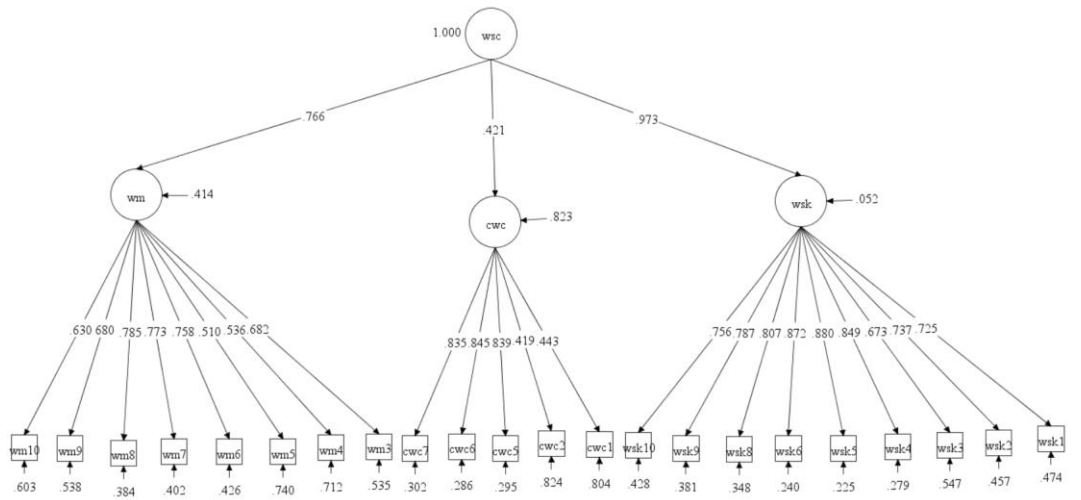 1.000 wsc
.766 .421 .973
wm .414 cwc .823 wsk .052
.630 .680 .785 .773 .758 .510 .536 .682 .835 .845 .839 .419 .443 .756 .787 .807 .872 .880 .849 .673 .737 .725
wm10 wm9 wm8 wm7 wm6 wm5 wm4 wm3 cwc7 cwc6 cwc5 cwc2 cwc1 wsk10 wsk9 wsk8 wsk6 wsk5 wsk4 wsk3 wsk2 wsk1
.603 .538 .384 .402 .426 .740 .712 .535 .302 .286 .295 .824 .804 .428 .381 .348 .240 .225 .279 .547 .457 .474